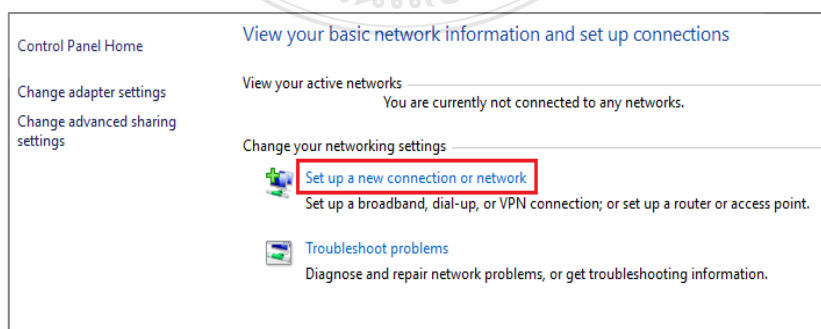 Control Panel Home
Change adapter settings
Change advanced sharing
settings
View your basic network information and set up connections
View your active networks
You are currently not connected to any networks.
Change your networking settings
Set up a new connection or network
Set up a broadband, dial-up, or VPN connection; or set up a router or access point.
Troubleshoot problems
Diagnose and repair network problems, or get troubleshooting information.